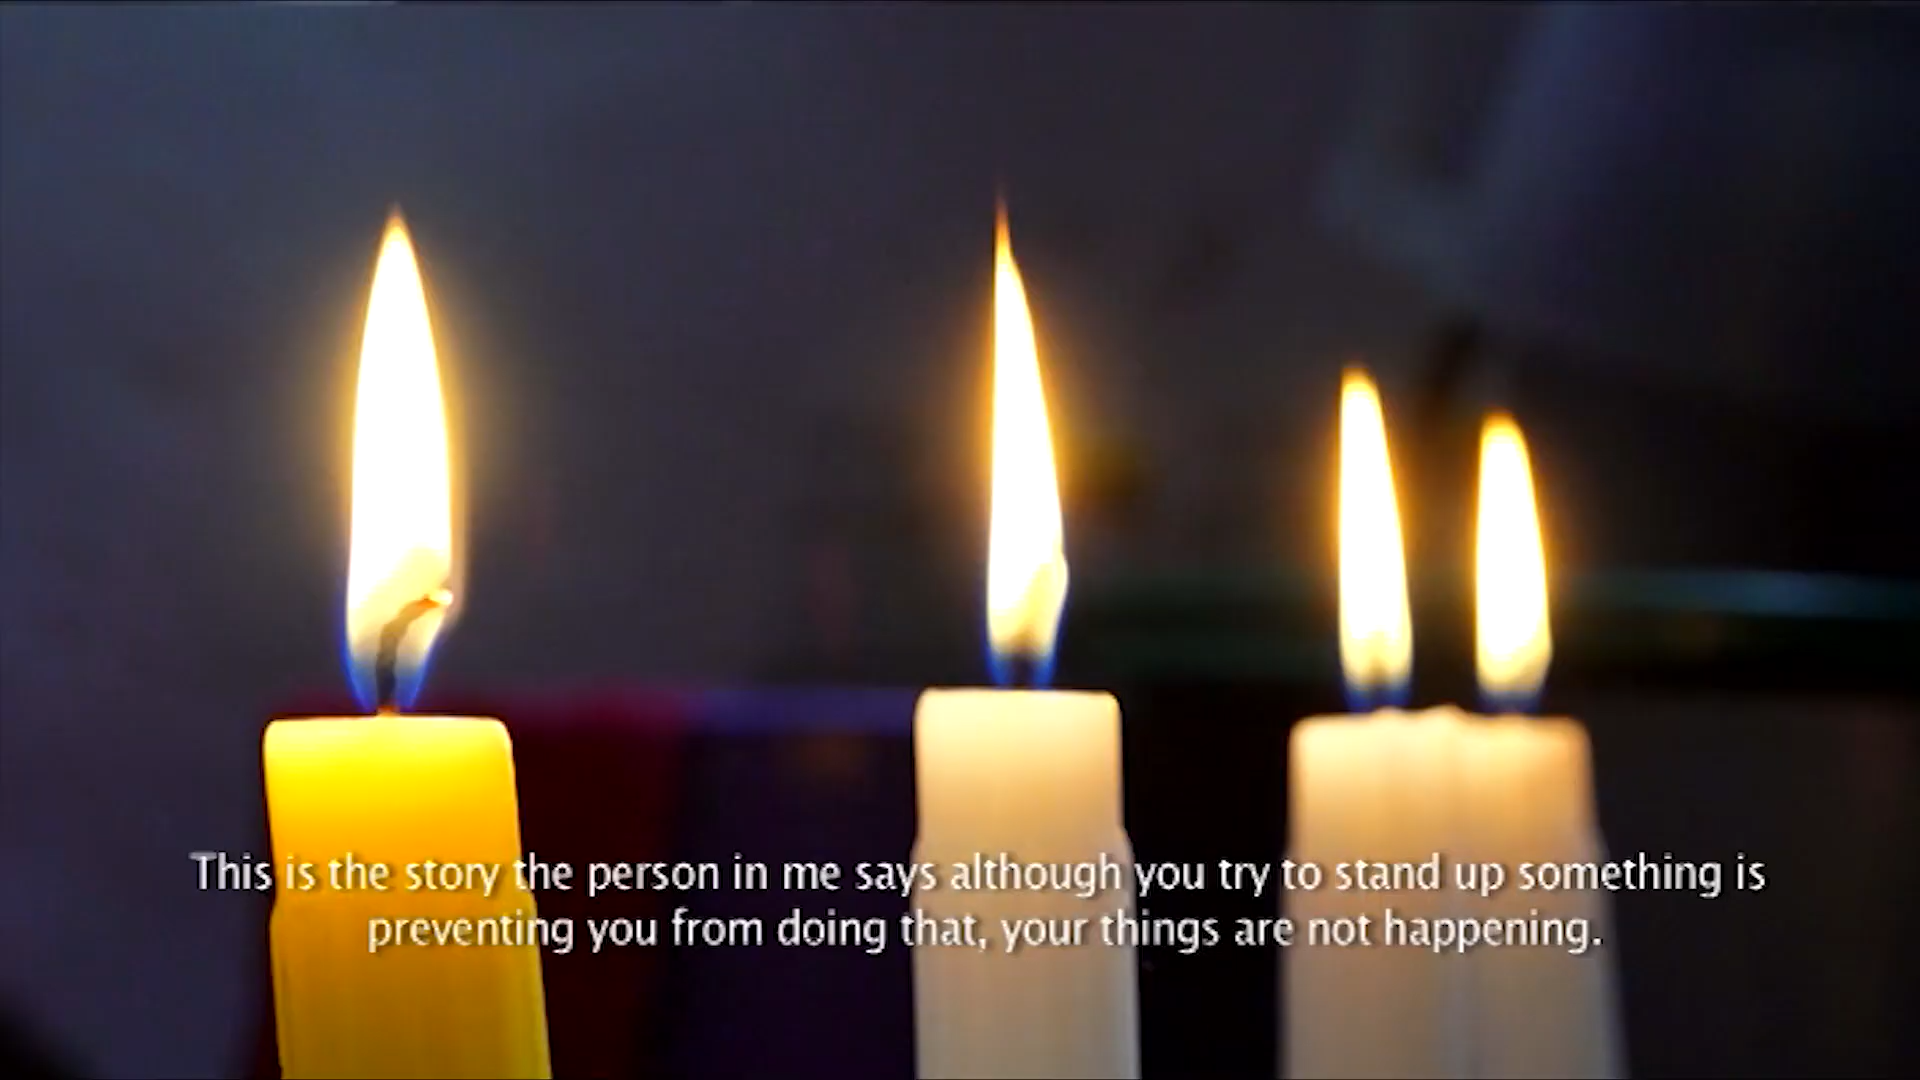 This is the story the person in me says although you try to stand up something is
preventing you from doing that, your things are not happening.